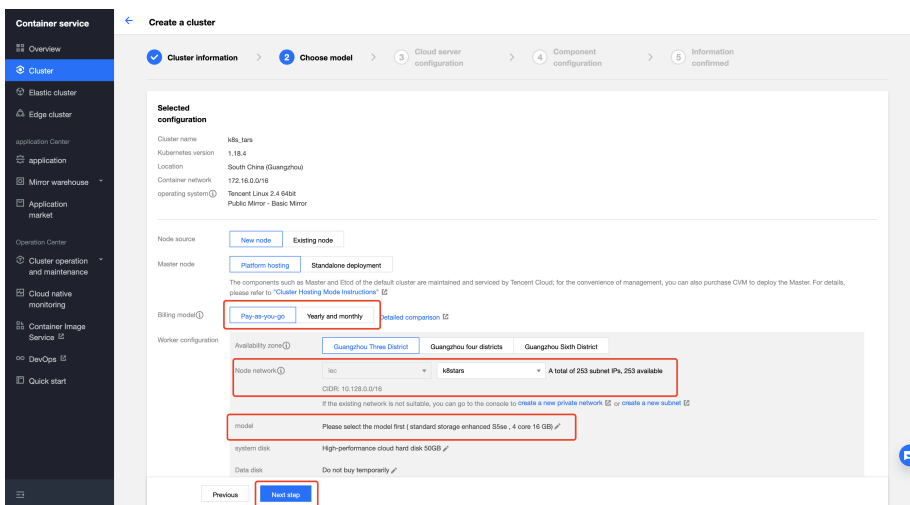 Container service
Create a cluster
Overview
Cluster
Elastic cluster
Edge cluster
application Center
application
Mirror warehouse
Application
market
Operation Center
Cluster operation
and maintenance
Cloud native
monitoring
Container Image
Service
DevOps
Quick start
Cluster information
2 Choose model
3 Cloud server
configuration
4 Component
configuration
5 Information
confirmed
Selected
configuration
Cluster name k8s_tars
Kubernetes version 1.18.4
Location South China (Guangzhou)
Container network 172.16.0.0/16
operating system Tencent Linux 2.4 64bit
Public Mirror - Basic Mirror
Node source New node Existing node
Master node Platform hosting Standalone deployment
The components such as Master and Etcd of the default cluster are maintained and serviced by Tencent Cloud; for the convenience of management, you can also purchase CVM to deploy the Master. For details,
please refer to "Cluster Hosting Mode Instructions"
Billing model Pay-as-you-go Yearly and monthly Detailed comparison
Worker configuration
Availability zone Guangzhou Three District Guangzhou four districts Guangzhou Sixth District
Node network iec k8stars A total of 253 subnet IPs, 253 available
CIDR: 10.128.0.0/16
If the existing network is not suitable, you can go to the console to create a new private network or create a new subnet
model Please select the model first ( standard storage enhanced S5se , 4 core 16 GB)
system disk High-performance cloud hard disk 50GB
Data disk Do not buy temporarily
Previous Next step